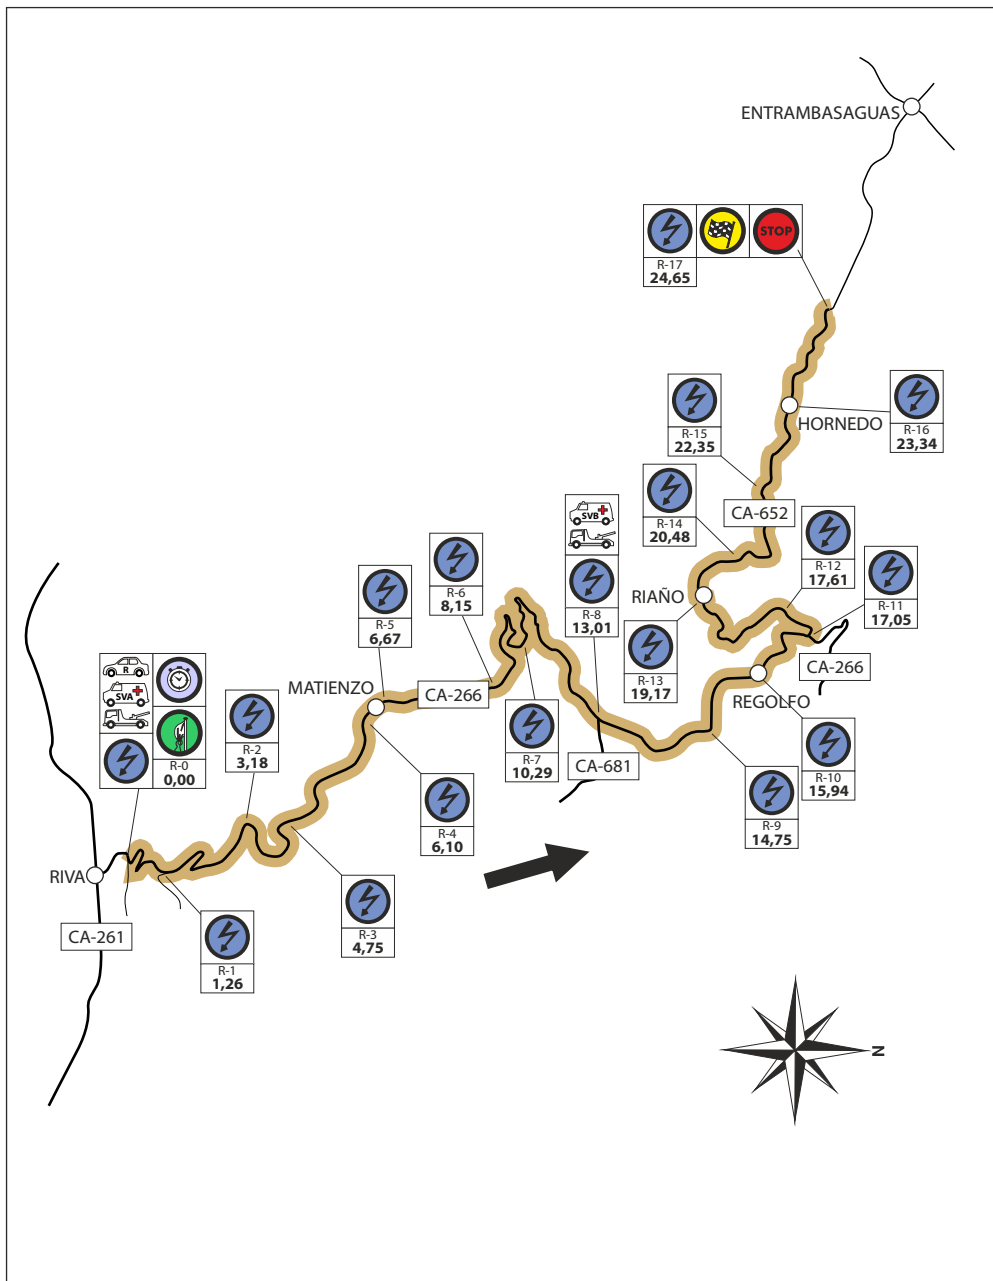 ENTRAMBASAGUAS
STOP
R-17
24,65
R-15
22,35
HORNEDO
R-16
23,34
CA-652
R-14
20,48
SVB
R-12
17,61
R-6
8,15
R-8
13,01
RIAÑO
R-11
17,05
R-5
6,67
R-13
19,17
CA-266
R
SVA
MATIENZO
CA-266
REGOLFO
R-0
0,00
R-2
3,18
R-7
10,29
CA-681
R-10
15,94
R-4
6,10
R-9
14,75
RIVA
CA-261
R-3
4,75
R-1
1,26
N